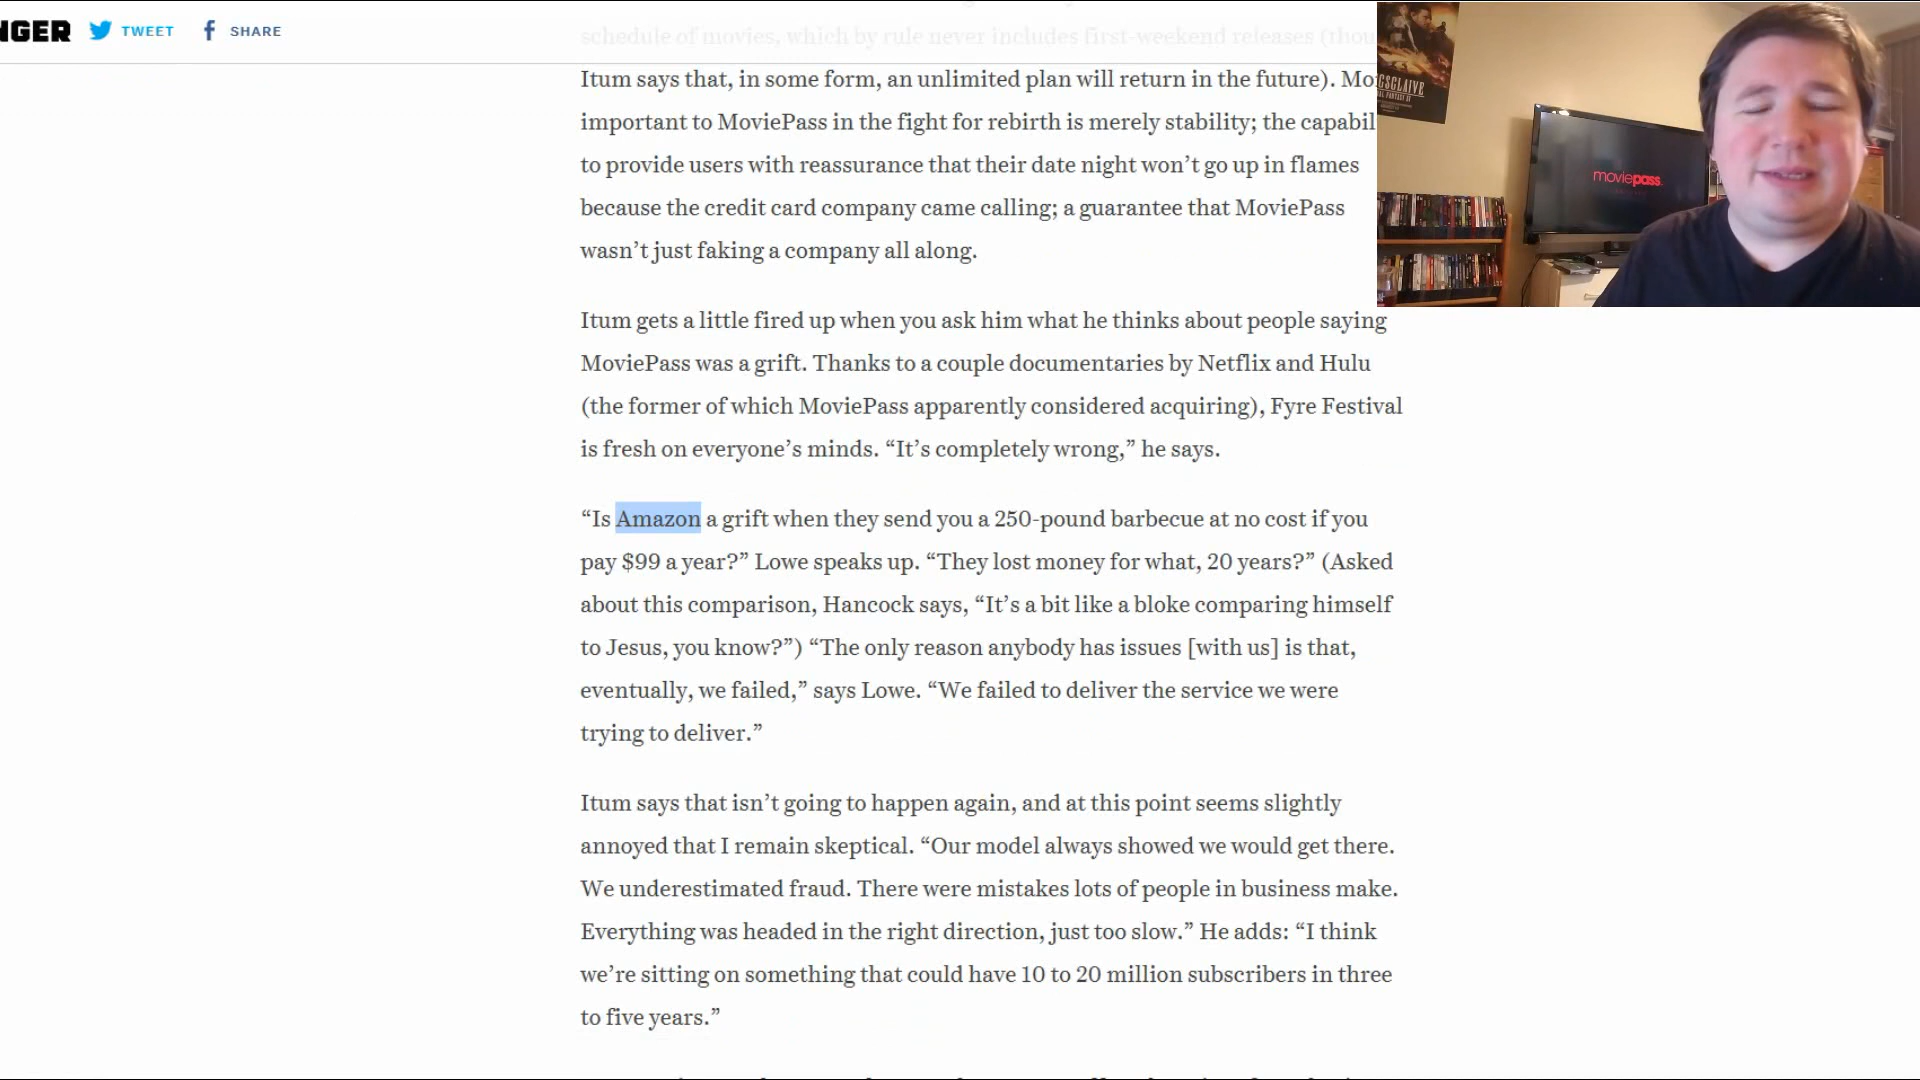 NGER TWEET SHARE
schedule of movies, which by rule never includes first-weekend releases
Itum says that, in some form, an unlimited plan will return in the future).
important to MoviePass in the fight for rebirth is merely stability; the
to provide users with reassurance that their date night won’t go up in flames
because the credit card company came calling; a guarantee that MoviePass
wasn’t just faking a company all along.
Itum gets a little fired up when you ask him what he thinks about people saying
MoviePass was a grift. Thanks to a couple documentaries by Netflix and Hulu
(the former of which MoviePass apparently considered acquiring), Fyre Festival
is fresh on everyone’s minds. “It’s completely wrong,” he says.
“Is Amazon a grift when they send you a 250-pound barbecue at no cost if you
pay $99 a year?” Lowe speaks up. “They lost money for what, 20 years?” (Asked
about this comparison, Hancock says, “It’s a bit like a bloke comparing himself
to Jesus, you know?”) “The only reason anybody has issues [with us] is that,
eventually, we failed,” says Lowe. “We failed to deliver the service we were
trying to deliver.”
Itum says that isn’t going to happen again, and at this point seems slightly
annoyed that I remain skeptical. “Our model always showed we would get there.
We underestimated fraud. There were mistakes lots of people in business make.
Everything was headed in the right direction, just too slow.” He adds: “I think
we’re sitting on something that could have 10 to 20 million subscribers in three
to five years.”
GSGLAIVE
moviepass